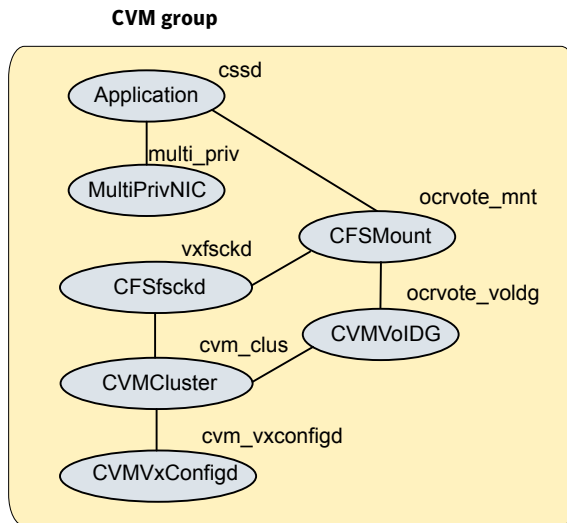 CVM group
cssd
Application
multi_priv
MultiPrivNIC
ocrvote_mnt
CFSMount
vxfsckd
CFSfsckd
ocrvote_voldg
CVMVolDG
cvm_clus
CVMCluster
cvm_vxconfigd
CVMVxConfigd